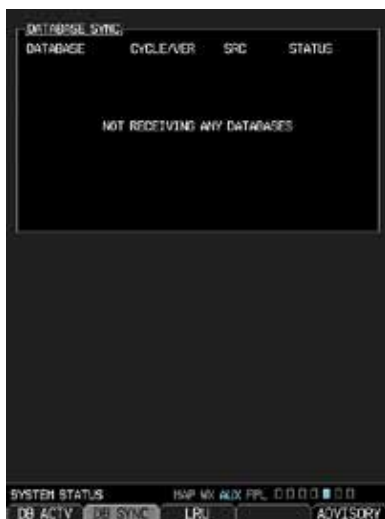 DATABASE SYNC
DATABASE CYCLE/VER SRC STATUS
NOT RECEIVING ANY DATABASES
SYSTEM STATUS MAP WX AUX FPL
DB ACTV DB SYNC LRU ADVISORY